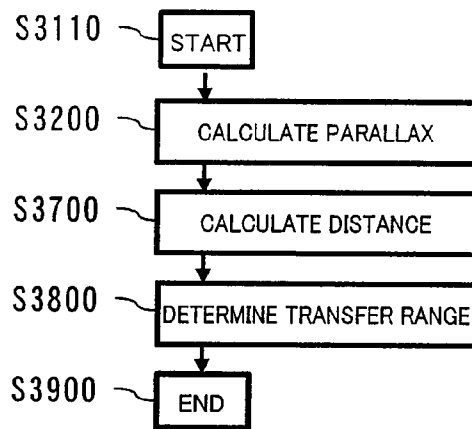 S3110 START
S3200 CALCULATE PARALLAX
S3700 CALCULATE DISTANCE
S3800 DETERMINE TRANSFER RANGE
S3900 END